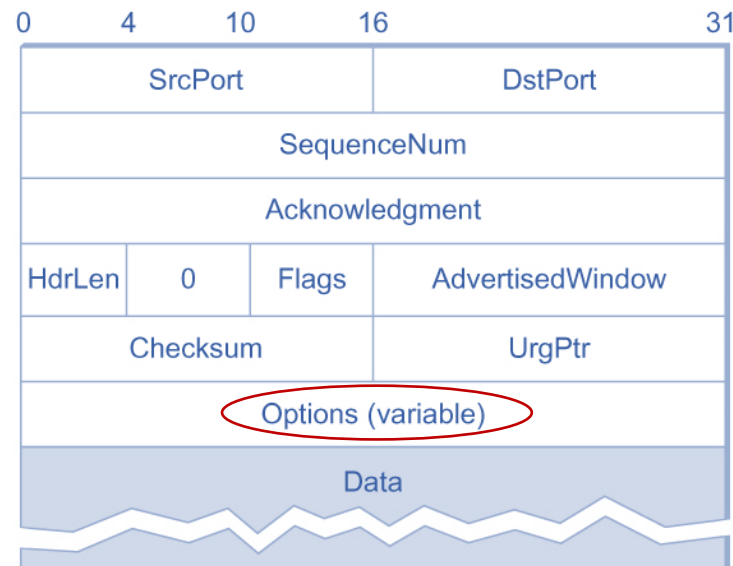 0 4 10 16 31
SrcPort DstPort
SequenceNum
Acknowledgment
HdrLen 0 Flags AdvertisedWindow
Checksum UrgPtr
Options (variable)
Data